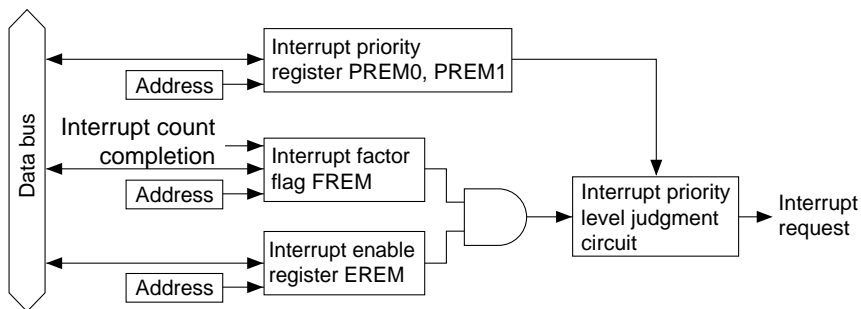 Data bus
Interrupt priority
register PREM0, PREM1
Address
Interrupt count
completion
Interrupt factor
flag FREM
Address
Interrupt enable
register EREM
Address
Interrupt priority
level judgment
circuit
Interrupt
request